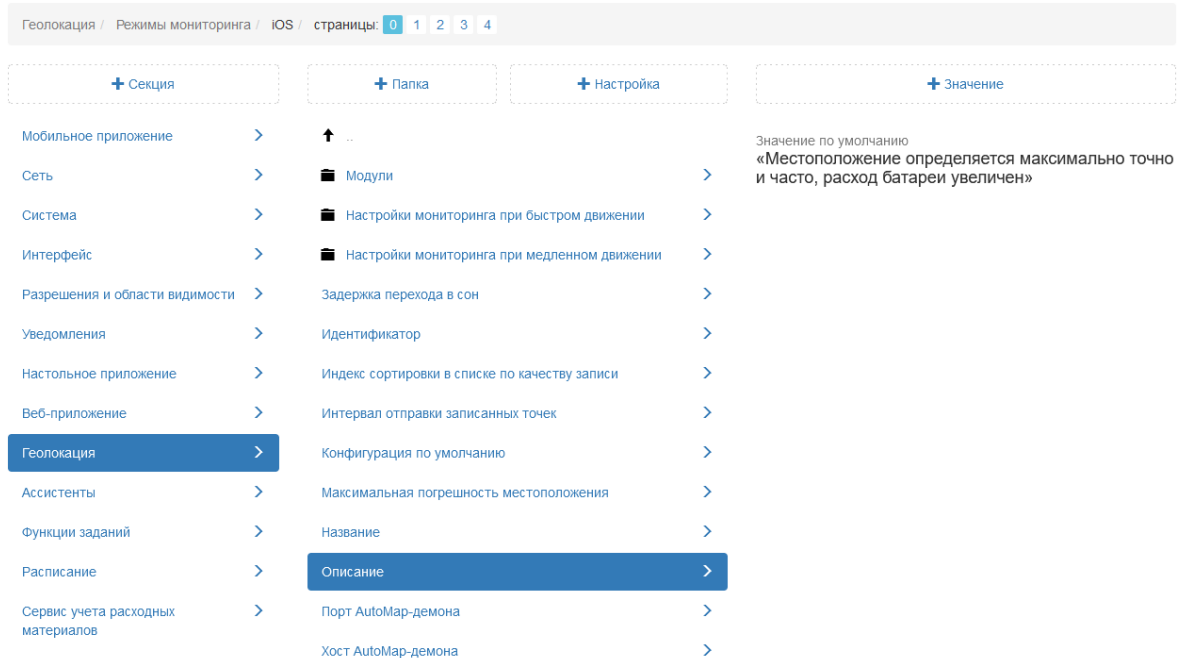 Геолокация / Режимы мониторинга / iOS / страницы: 0 1 2 3 4
+ Секция
+ Папка
+ Настройка
+ Значение
Мобильное приложение
Сеть
Система
Интерфейс
Разрешения и области видимости
Уведомления
Настольное приложение
Веб-приложение
Геолокация
Ассистенты
Функции заданий
Расписание
Сервис учета расходных
материалов
..
Модули
Настройки мониторинга при быстром движении
Настройки мониторинга при медленном движении
Задержка перехода в сон
Идентификатор
Индекс сортировки в списке по качеству записи
Интервал отправки записанных точек
Конфигурация по умолчанию
Максимальная погрешность местоположения
Название
Описание
Порт AutoMap-демона
Хост AutoMap-демона
Значение по умолчанию
«Местоположение определяется максимально точно
и часто, расход батареи увеличен»